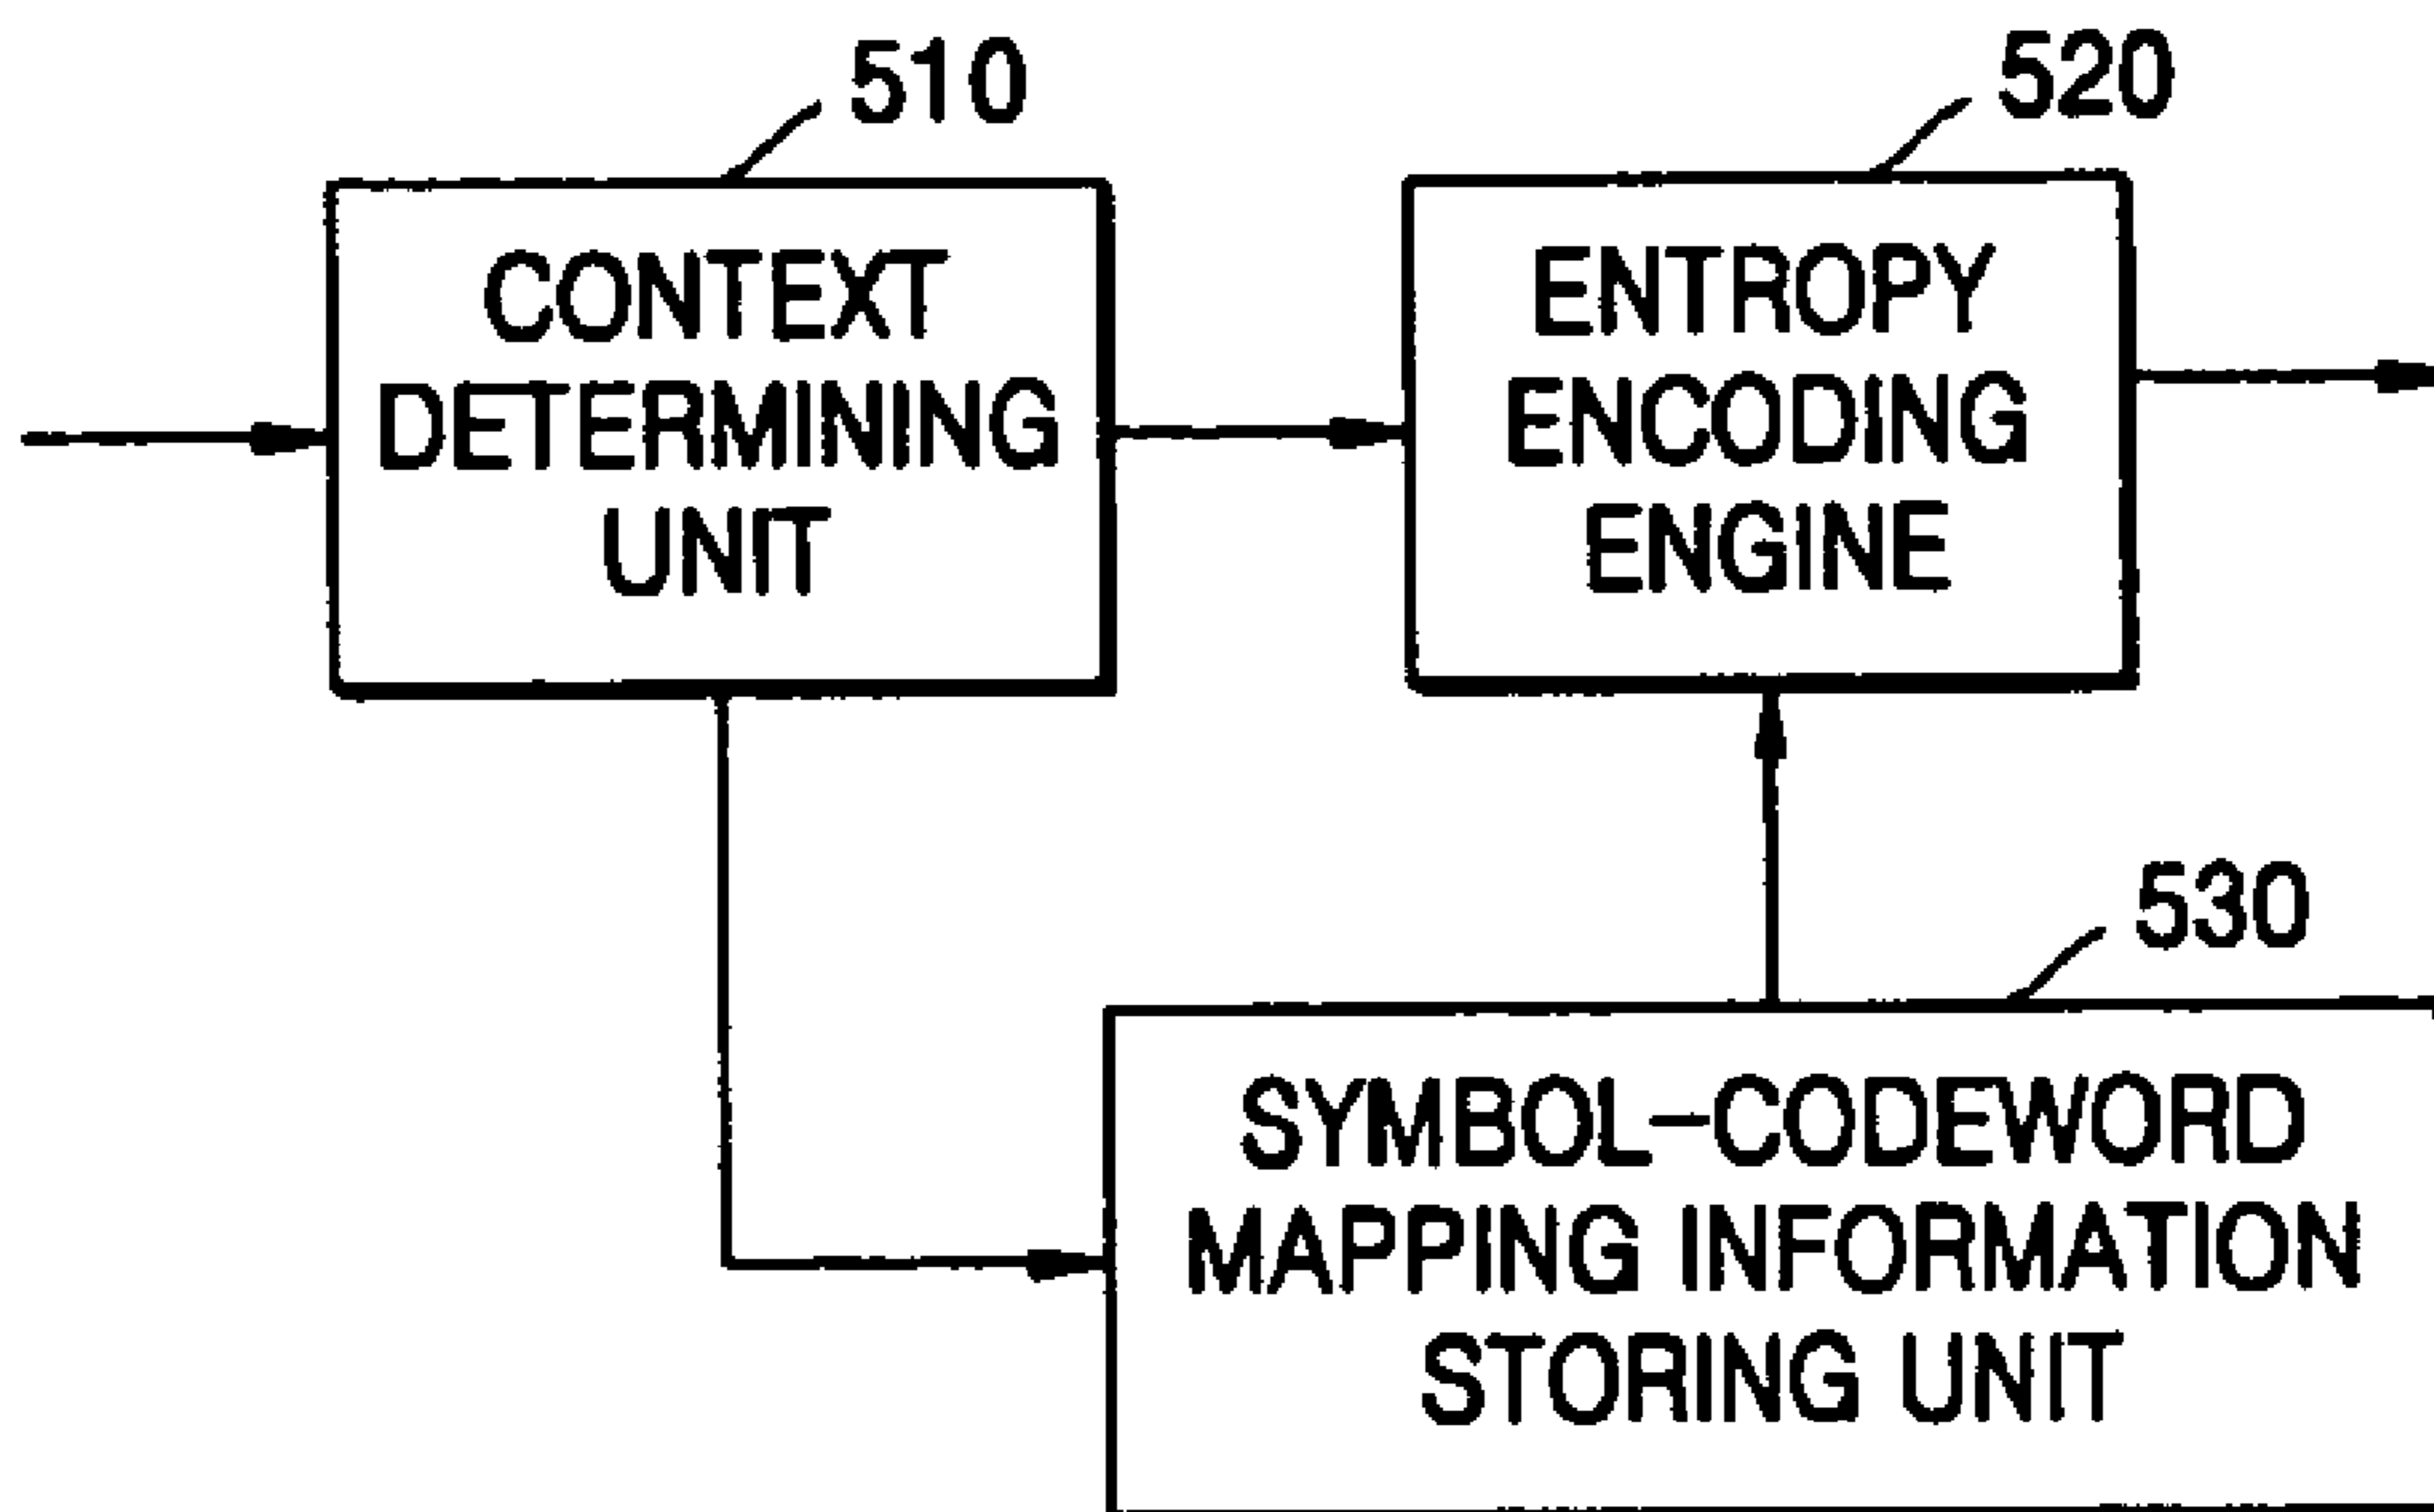 510
CONTEXT
DETERMINING
UNIT
520
ENTROPY
ENCODING
ENGINE
530
SYMBOL-CODEWORD
MAPPING INFORMATION
STORING UNIT